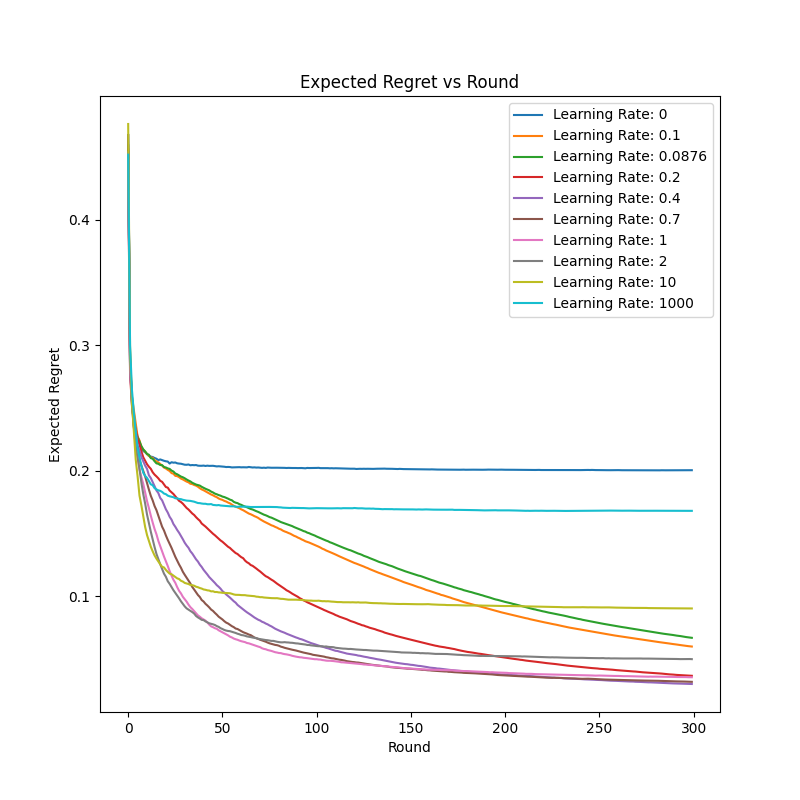 Expected Regret vs Round
Learning Rate: 0
Learning Rate: 0.1
Learning Rate: 0.0876
Learning Rate: 0.2
Learning Rate: 0.4
Learning Rate: 0.7
Learning Rate: 1
Learning Rate: 2
Learning Rate: 10
Learning Rate: 1000
Expected Regret
0.4
0.3
0.2
0.1
0 50 100 150 200 250 300
Round